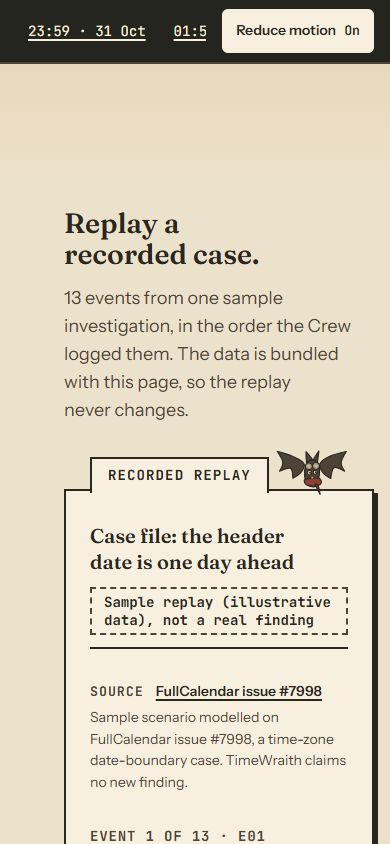 23:59 · 31 Oct 01:5 Reduce motion On
Replay a
recorded case.
13 events from one sample
investigation, in the order the Crew
logged them. The data is bundled
with this page, so the replay
never changes.
RECORDED REPLAY
Case file: the header
date is one day ahead
Sample replay (illustrative
data), not a real finding
SOURCE FullCalendar issue #7998
Sample scenario modelled on
FullCalendar issue #7998, a time-zone
date-boundary case. TimeWraith claims
no new finding.
EVENT 1 OF 13 · E01